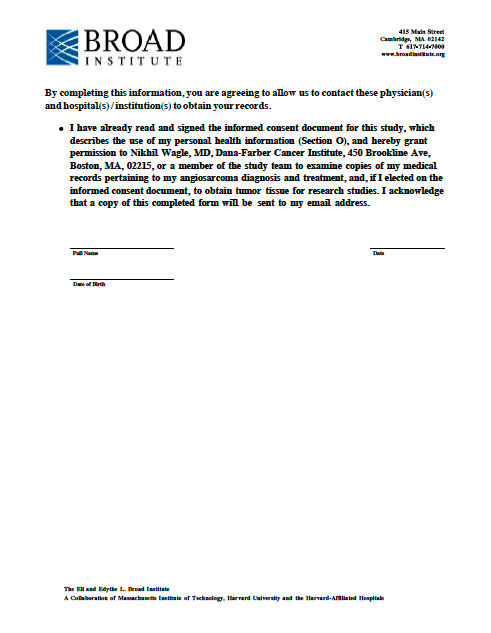 BROAD
INSTITUTE
415 Main Street
Cambridge, MA 02142
T 617-714-7000
www.broadinstitute.org
By completing this information, you are agreeing to allow us to contact these physician(s)
and hospital(s) / institution(s) to obtain your records.
• I have already read and signed the informed consent document for this study, which
describes the use of my personal health information (Section O), and hereby grant
permission to Nikhil Wagle, MD, Dana-Farber Cancer Institute, 450 Brookline Ave,
Boston, MA, 02215, or a member of the study team to examine copies of my medical
records pertaining to my angiosarcoma diagnosis and treatment, and, if I elected on the
informed consent document, to obtain tumor tissue for research studies. I acknowledge
that a copy of this completed form will be sent to my email address.
Full Name
Date
Date of Birth
The Eli and Edythe L. Broad Institute
A Collaboration of Massachusetts Institute of Technology, Harvard University and the Harvard-Affiliated Hospitals